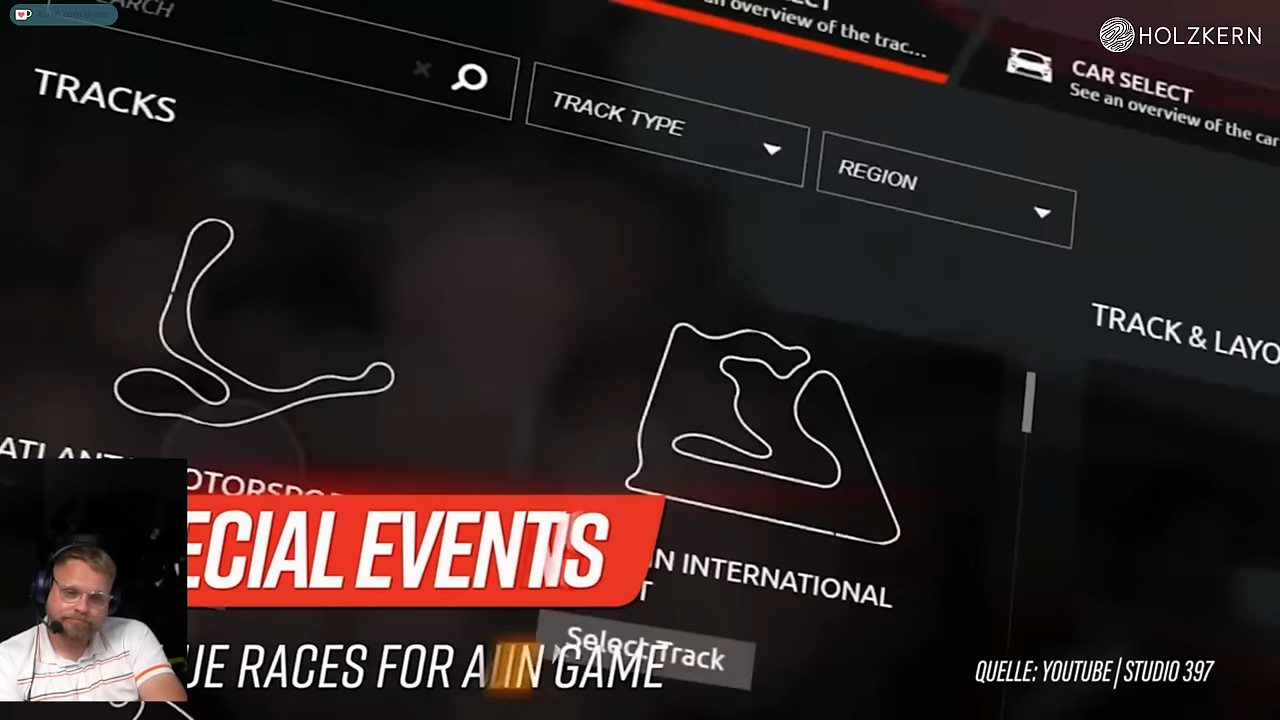 HOLZKERN
an overview of the trac...
CAR SELECT
See an overview of the car
TRACKS
TRACK TYPE
REGION
TRACK & LAYO
ECIAL EVENTS
N INTERNATIONAL
T
Select Track
UE RACES FOR A IN GAME
QUELLE: YOUTUBE | STUDIO 397